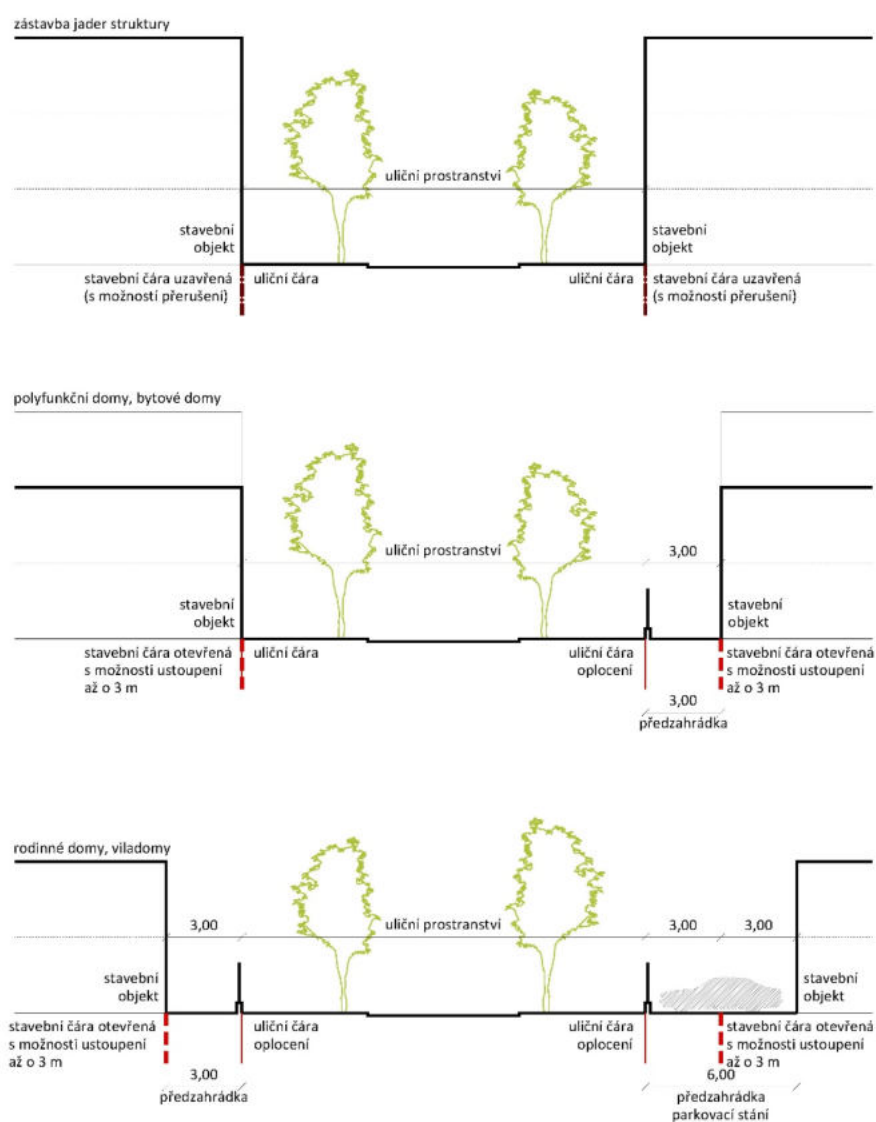 zástavba jader struktury
uliční prostranství
stavební
objekt
stavební
objekt
stavební čára uzavřená
(s možností přerušení)
uliční čára
uliční čára
stavební čára uzavřená
(s možností přerušení)
polyfunkční domy, bytové domy
uliční prostranství
3,00
stavební
objekt
stavební
objekt
stavební čára otevřená
s možnosti ustoupení
až o 3 m
uliční čára
uliční čára
oplocení
stavební čára otevřená
s možnosti ustoupení
až o 3 m
3,00
předzahrádka
rodinné domy, viladomy
3,00
uliční prostranství
3,00
3,00
stavební
objekt
stavební
objekt
stavební čára otevřená
s možnosti ustoupení
až o 3 m
uliční čára
oplocení
uliční čára
oplocení
stavební čára otevřená
s možnosti ustoupení
až o 3 m
3,00
předzahrádka
6,00
předzahrádka
parkovací stání